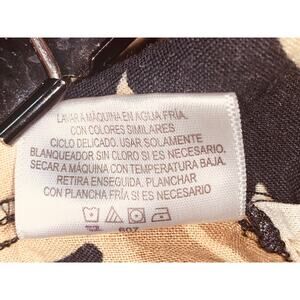 LAVAR A MÁQUINA EN AGUA FRÍA.
CON COLORES SIMILARES
CICLO DELICADO. USAR SOLAMENTE
BLANQUEADOR SIN CLORO SI ES NECESARIO.
SECAR A MÁQUINA CON TEMPERATURA BAJA.
RETIRA ENSEGUIDA. PLANCHAR
CON PLANCHA FRÍA SI ES NECESARIO.
607